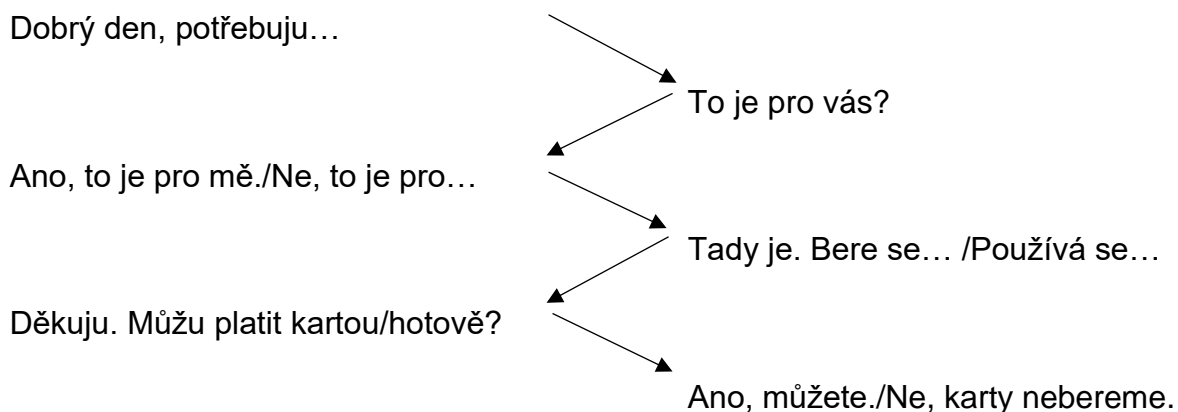 Dobrý den, potřebuju…
To je pro vás?
Ano, to je pro mě./Ne, to je pro…
Tady je. Bere se… /Používá se…
Děkuju. Můžu platit kartou/hotově?
Ano, můžete./Ne, karty nebereme.